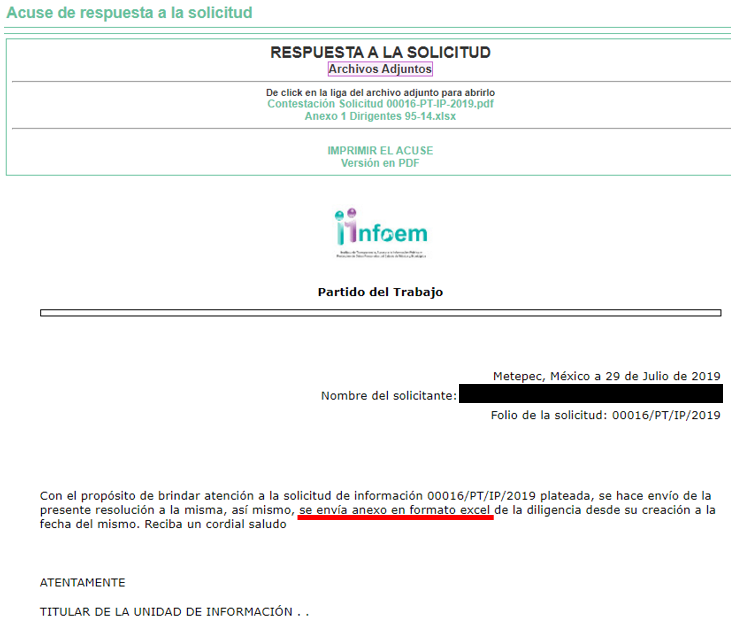 Acuse de respuesta a la solicitud
RESPUESTA A LA SOLICITUD
Archivos Adjuntos
De click en la liga del archivo adjunto para abrirlo
Contestación Solicitud 00016-PT-IP-2019.pdf
Anexo 1 Dirigentes 95-14.xlsx
IMPRIMIR EL ACUSE
Versión en PDF
infoem
Partido del Trabajo
Metepec, México a 29 de Julio de 2019
Nombre del solicitante:
Folio de la solicitud: 00016/PT/IP/2019
Con el propósito de brindar atención a la solicitud de información 00016/PT/IP/2019 plateada, se hace envío de la
presente resolución a la misma, así mismo, se envía anexo en formato excel de la diligencia desde su creación a la
fecha del mismo. Reciba un cordial saludo
ATENTAMENTE
TITULAR DE LA UNIDAD DE INFORMACIÓN . .